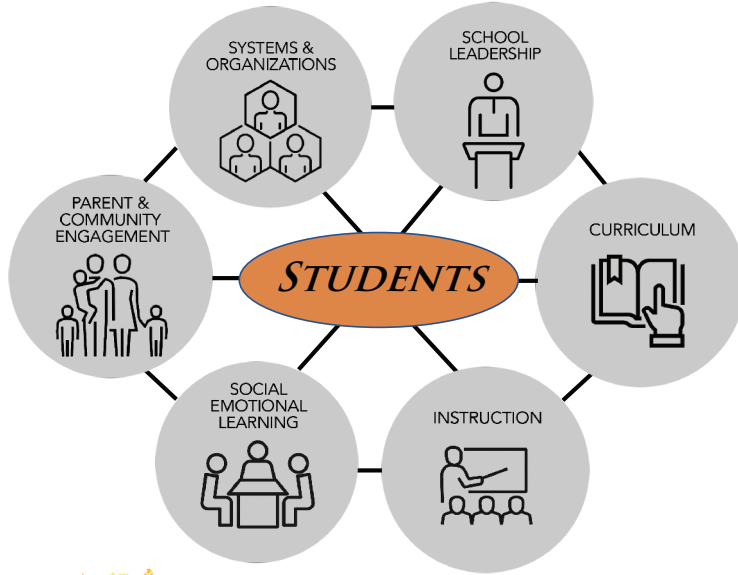 SYSTEMS &
ORGANIZATIONS
SCHOOL
LEADERSHIP
PARENT &
COMMUNITY
ENGAGEMENT
CURRICULUM
STUDENTS
SOCIAL
EMOTIONAL
LEARNING
INSTRUCTION